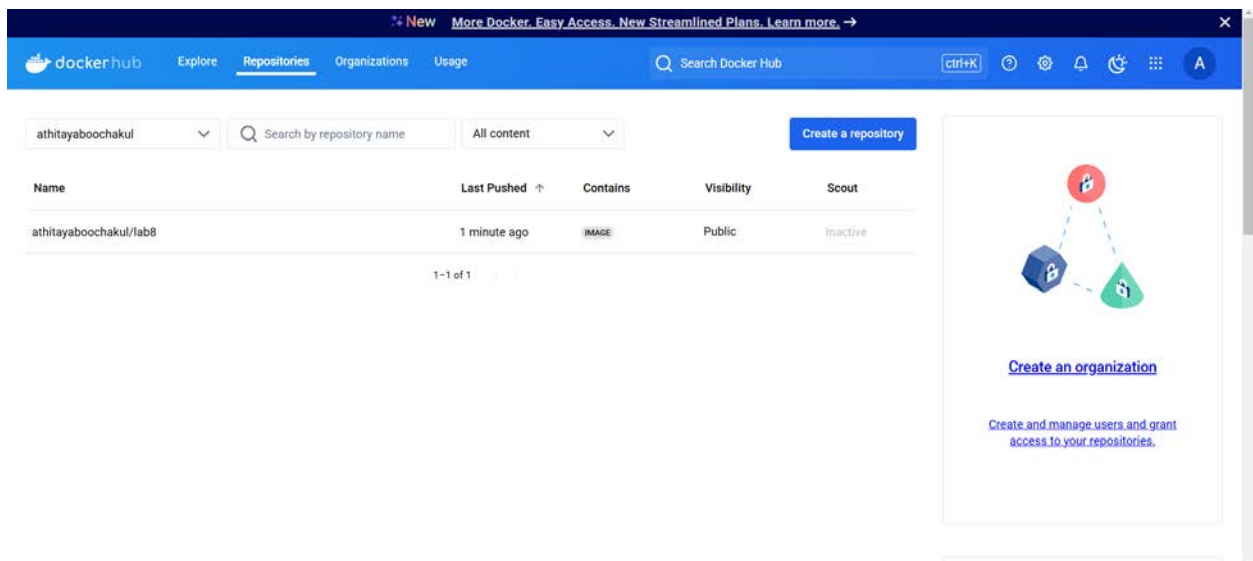 New More Docker. Easy Access. New Streamlined Plans. Learn more. →
dockerhub Explore Repositories Organizations Usage Search Docker Hub ctrl+K A
athitayaboochakul Search by repository name All content Create a repository
Name Last Pushed ↑ Contains Visibility Scout
athitayaboochakul/lab8 1 minute ago IMAGE Public Inactive
1–1 of 1
Create an organization
Create and manage users and grant
access to your repositories.